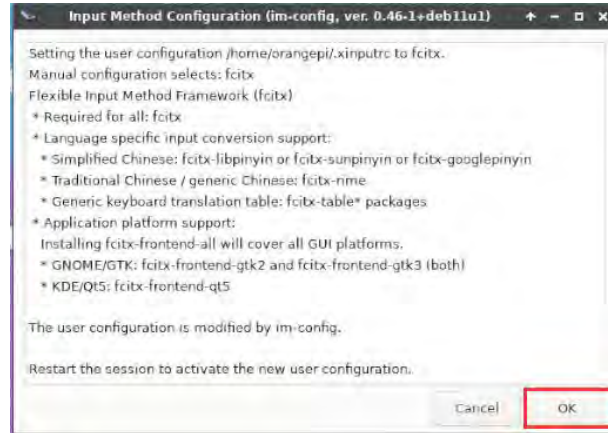 Input Method Configuration (im-config, ver. 0.46-1+deb11u1)
Setting the user configuration /home/orangepi/.xinputrc to fcitx.
Manual configuration selects: fcitx
Flexible Input Method Framework (fcitx)
* Required for all: fcitx
* Language specific input conversion support:
* Simplified Chinese: fcitx-libpinyin or fcitx-sunpinyin or fcitx-googlepinyin
* Traditional Chinese / generic Chinese: fcitx-rime
* Generic keyboard translation table: fcitx-table* packages
* Application platform support:
Installing fcitx-frontend-all will cover all GUI platforms.
* GNOME/GTK: fcitx-frontend-gtk2 and fcitx-frontend-gtk3 (both)
* KDE/Qt5: fcitx-frontend-qt5
The user configuration is modified by im-config.
Restart the session to activate the new user configuration.
Cancel OK